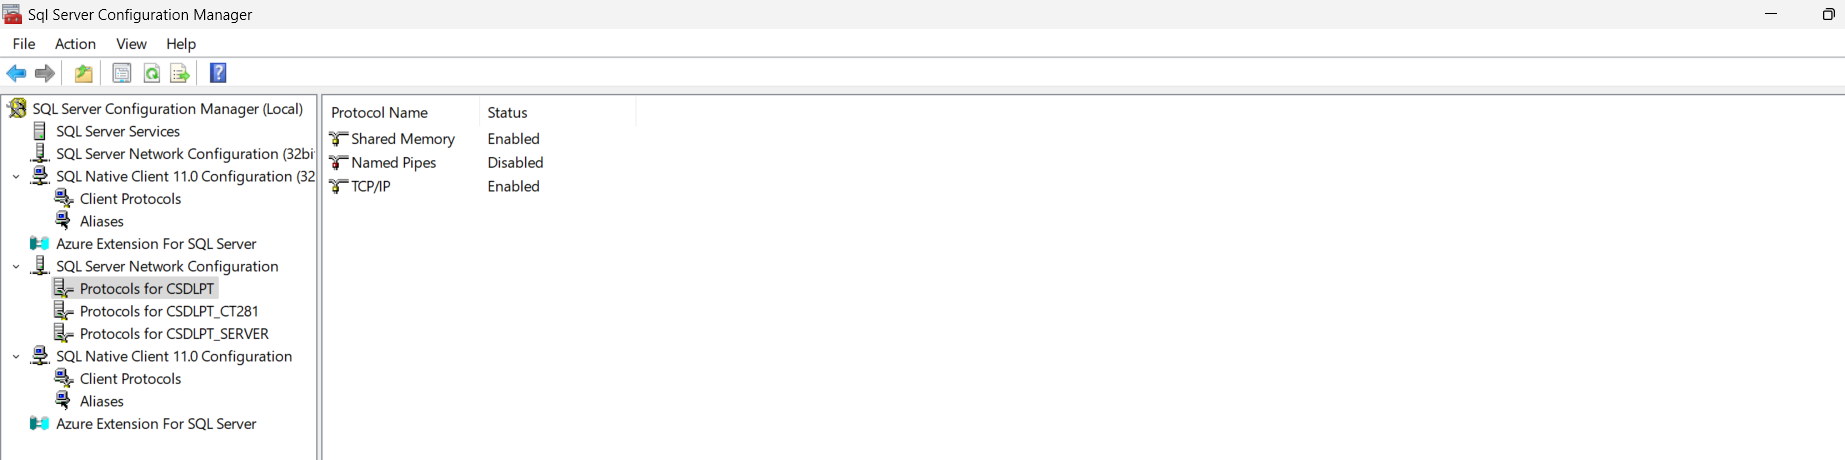 Sql Server Configuration Manager
File Action View Help
SQL Server Configuration Manager (Local)
SQL Server Services
SQL Server Network Configuration (32bi
SQL Native Client 11.0 Configuration (32
Client Protocols
Aliases
Azure Extension For SQL Server
SQL Server Network Configuration
Protocols for CSDLPT
Protocols for CSDLPT_CT281
Protocols for CSDLPT_SERVER
SQL Native Client 11.0 Configuration
Client Protocols
Aliases
Azure Extension For SQL Server
Protocol Name Status
Shared Memory Enabled
Named Pipes Disabled
TCP/IP Enabled